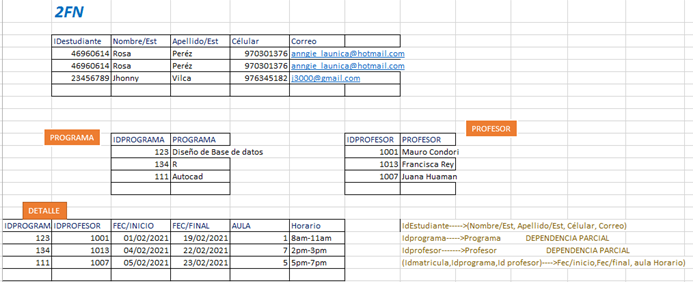 2FN
IDestudiante Nombre/Est Apellido/Est Célular Correo
46960614 Rosa Peréz 970301376 anngie_launica@hotmail.com
46960614 Rosa Peréz 970301376 anngie_launica@hotmail.com
23456789 Jhonny Vilca 976345182 j3000@gmail.com
PROGRAMA
PROFESOR
IDPROGRAMA PROGRAMA IDPROFESOR PROFESOR
123 Diseño de Base de datos 1001 Mauro Condori
134 R 1013 Francisca Rey
111 Autocad 1007 Juana Huaman
DETALLE
IDPROGRAM IDPROFESOR FEC/INICIO FEC/FINAL AULA Horario IdEstudiante----->(Nombre/Est, Apellido/Est, Célular, Correo)
123 1001 01/02/2021 19/02/2021 1 8am-11am Idprograma------>Programa DEPENDENCIA PARCIAL
134 1013 04/02/2021 22/02/2021 7 2pm-3pm Idprofesor------->Profesor DEPENDENCIA PARCIAL
111 1007 05/02/2021 23/02/2021 5 5pm-7pm (Idmatricula,Idprograma,Id profesor)---->Fec/inicio,Fec/final, aula Horario)